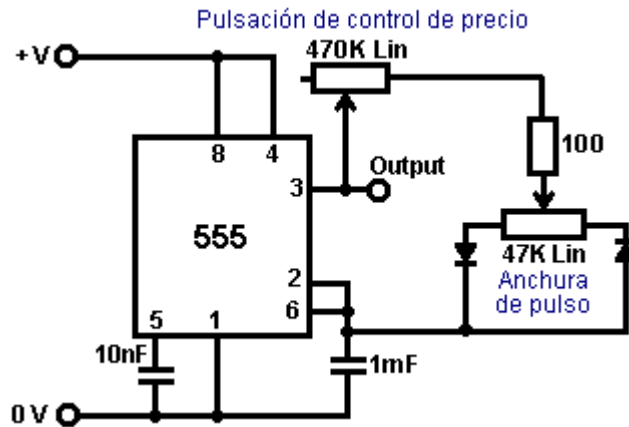 Pulsación de control de precio
+V
470K Lin
8
4
100
3
Output
555
47K Lin
2
Anchura
de pulso
6
5
1
10nF
1mF
0 V